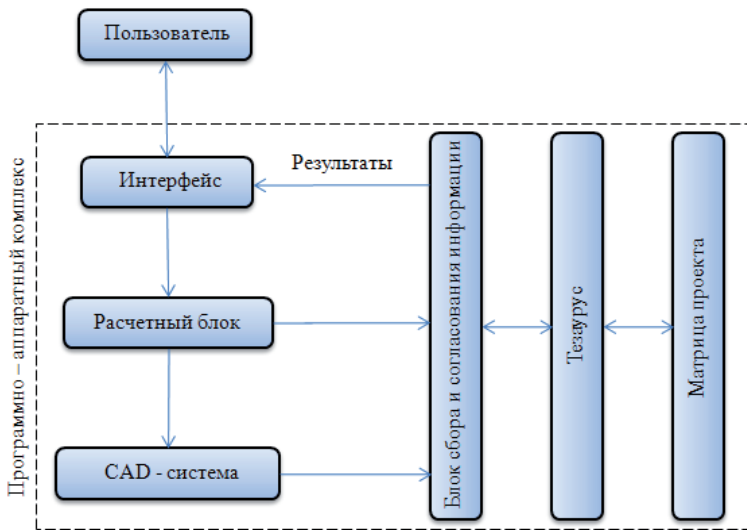 Пользователь
Программно – аппаратный комплекс
Интерфейс
Результаты
Расчетный блок
CAD - система
Блок сбора и согласования информации
Тезаурус
Матрица проекта